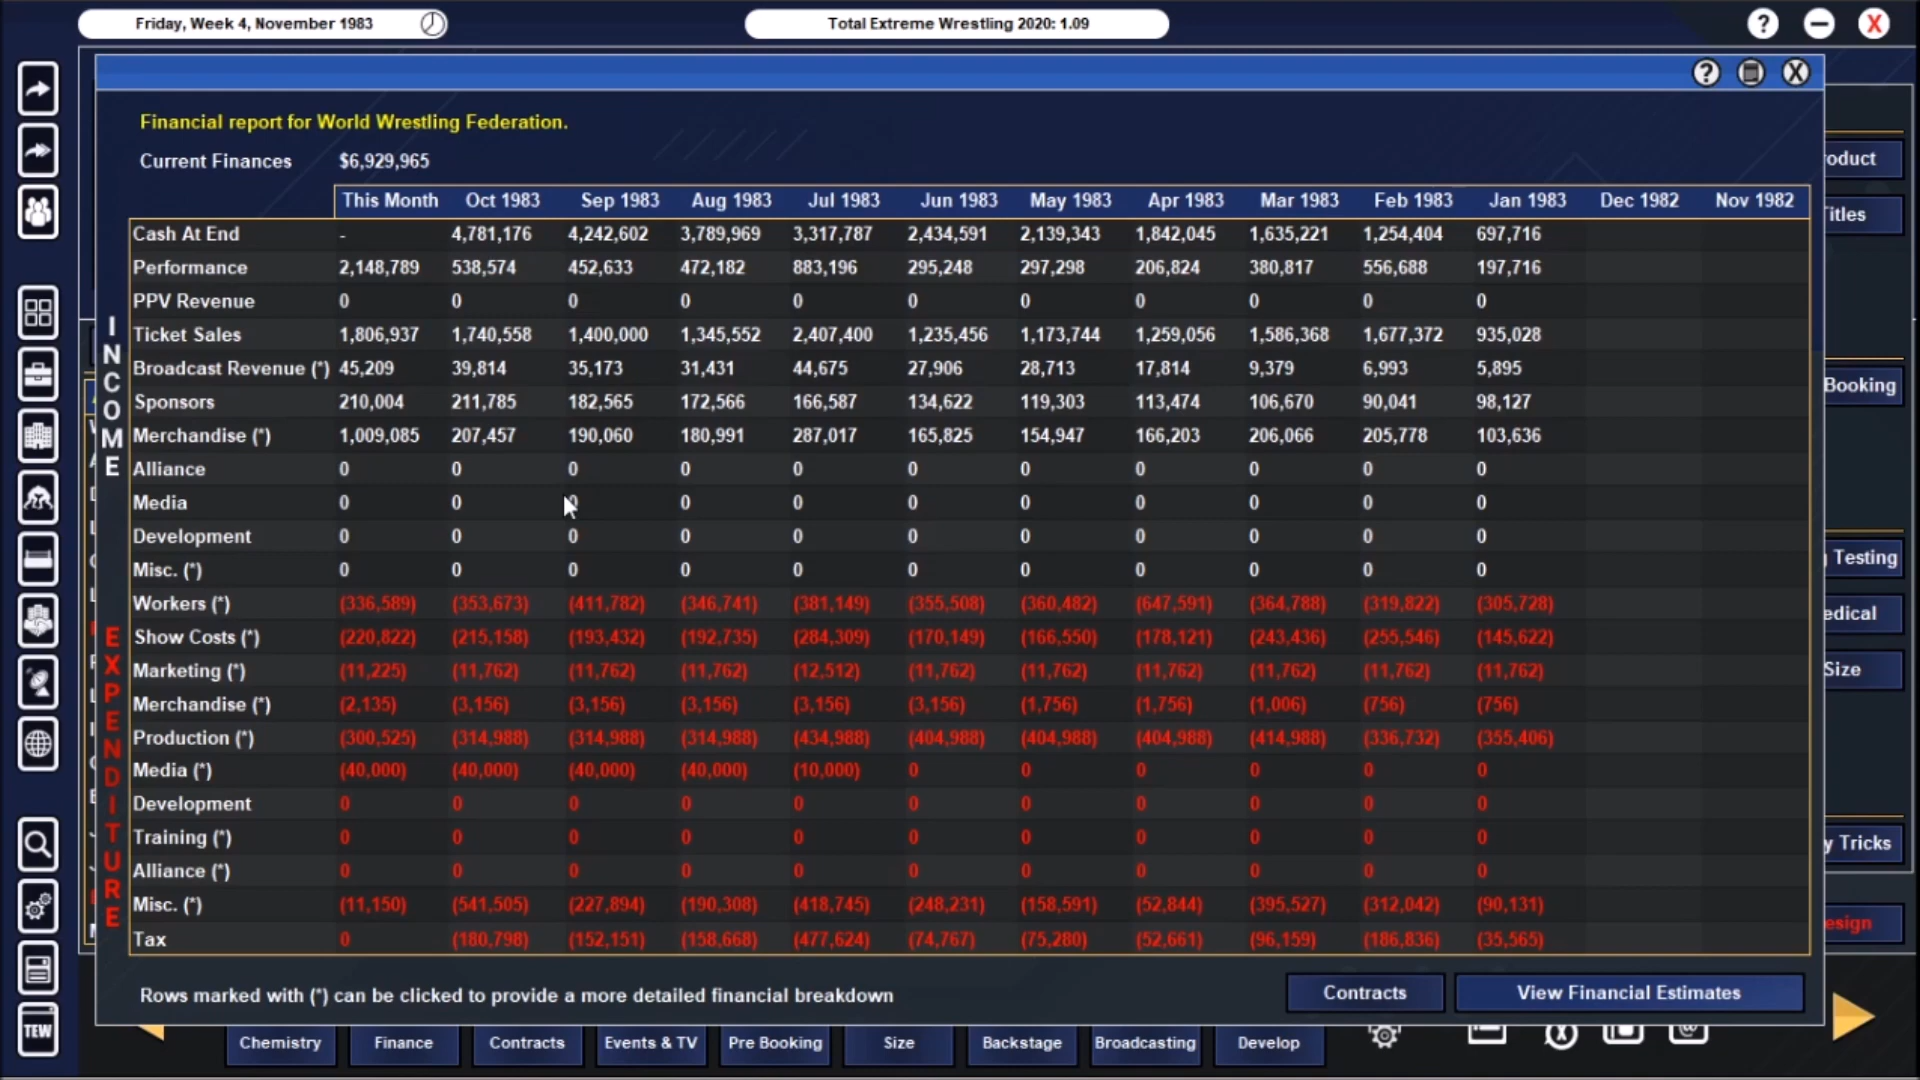 Friday, Week 4, November 1983
Total Extreme Wrestling 2020: 1.09
Financial report for World Wrestling Federation.
Current Finances $6,929,965
This Month Oct 1983 Sep 1983 Aug 1983 Jul 1983 Jun 1983 May 1983 Apr 1983 Mar 1983 Feb 1983 Jan 1983 Dec 1982 Nov 1982
INCOME
Cash At End - 4,781,176 4,242,602 3,789,969 3,317,787 2,434,591 2,139,343 1,842,045 1,635,221 1,254,404 697,716
Performance 2,148,789 538,574 452,633 472,182 883,196 295,248 297,298 206,824 380,817 556,688 197,716
PPV Revenue 0 0 0 0 0 0 0 0 0 0 0
Ticket Sales 1,806,937 1,740,558 1,400,000 1,345,552 2,407,400 1,235,456 1,173,744 1,259,056 1,586,368 1,677,372 935,028
Broadcast Revenue (*) 45,209 39,814 35,173 31,431 44,675 27,906 28,713 17,814 9,379 6,993 5,895
Sponsors 210,004 211,785 182,565 172,566 166,587 134,622 119,303 113,474 106,670 90,041 98,127
Merchandise (*) 1,009,085 207,457 190,060 180,991 287,017 165,825 154,947 166,203 206,066 205,778 103,636
Alliance 0 0 0 0 0 0 0 0 0 0 0
Media 0 0 0 0 0 0 0 0 0 0 0
Development 0 0 0 0 0 0 0 0 0 0 0
Misc. (*) 0 0 0 0 0 0 0 0 0 0 0
EXPENDITURE
Workers (*) (336,589) (353,673) (411,782) (346,741) (381,149) (355,508) (360,482) (647,591) (364,788) (319,822) (305,728)
Show Costs (*) (220,822) (215,158) (193,432) (192,735) (284,309) (170,149) (166,550) (178,121) (243,436) (255,546) (145,622)
Marketing (*) (11,225) (11,762) (11,762) (11,762) (12,512) (11,762) (11,762) (11,762) (11,762) (11,762) (11,762)
Merchandise (*) (2,135) (3,156) (3,156) (3,156) (3,156) (3,156) (1,756) (1,756) (1,006) (756) (756)
Production (*) (300,525) (314,988) (314,988) (314,988) (434,988) (404,988) (404,988) (404,988) (414,988) (336,732) (355,406)
Media (*) (40,000) (40,000) (40,000) (40,000) (10,000) 0 0 0 0 0 0
Development 0 0 0 0 0 0 0 0 0 0 0
Training (*) 0 0 0 0 0 0 0 0 0 0 0
Alliance (*) 0 0 0 0 0 0 0 0 0 0 0
Misc. (*) (11,150) (541,505) (227,894) (190,308) (418,745) (248,231) (158,591) (52,844) (395,527) (312,042) (90,131)
Tax 0 (180,798) (152,151) (158,668) (477,624) (74,767) (75,280) (52,661) (96,159) (186,836) (35,565)
Rows marked with (*) can be clicked to provide a more detailed financial breakdown
Contracts
View Financial Estimates
oduct
itles
Booking
Testing
edical
Size
y Tricks
esign
TEW
Chemistry Finance Contracts Events & TV Pre Booking Size Backstage Broadcasting Develop